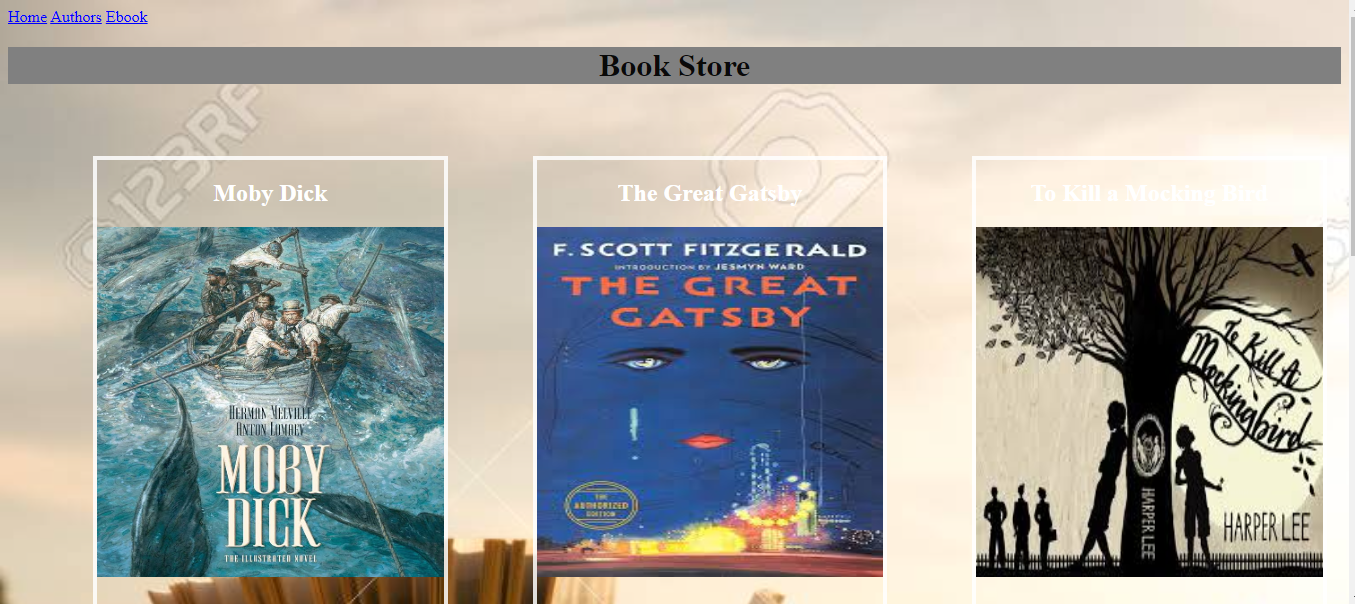 Home Authors Ebook
Book Store
123RF
Moby Dick
HERMAN MELVILLE
ANTON LOMAEV
MOBY
DICK
THE ILLUSTRATED NOVEL
The Great Gatsby
F. SCOTT FITZGERALD
INTRODUCTION BY JESMYN WARD
THE GREAT
GATSBY
THE
AUTHORIZED
EDITION
To Kill a Mocking Bird
To Kill A
Mockingbird
HARPER LEE
HARPER LEE